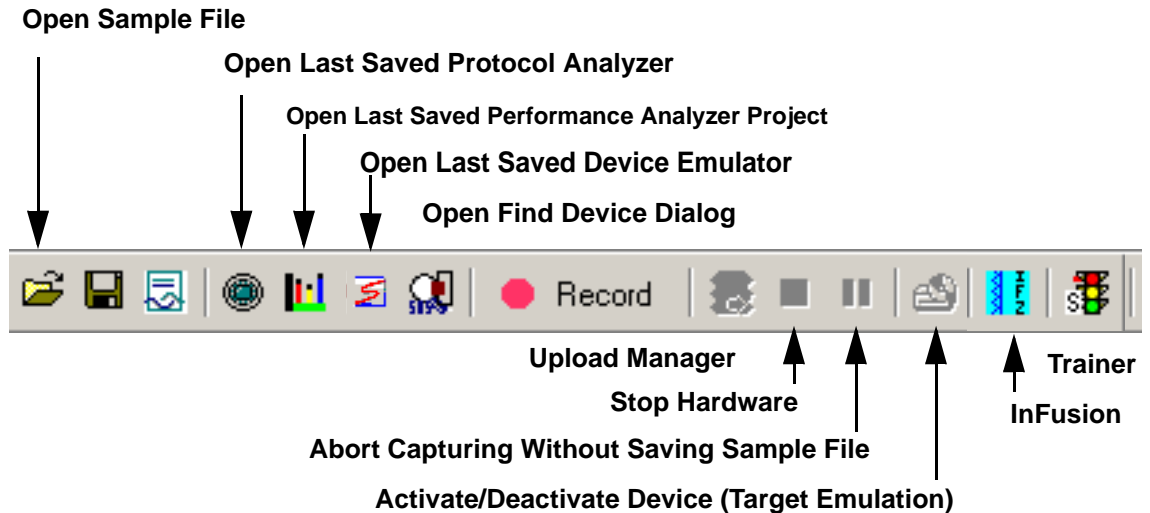 Open Sample File
Open Last Saved Protocol Analyzer
Open Last Saved Performance Analyzer Project
Open Last Saved Device Emulator
Open Find Device Dialog
Record
IFZ
Upload Manager
Trainer
Stop Hardware
InFusion
Abort Capturing Without Saving Sample File
Activate/Deactivate Device (Target Emulation)